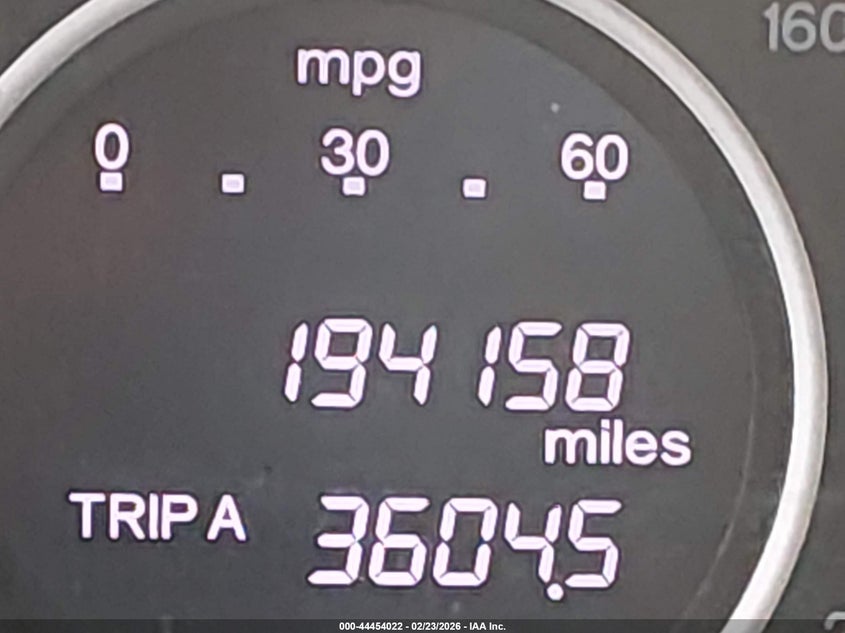 160
mpg
0 30 60
194158
miles
TRIP A 3604.5
000-44454022 - 02/23/2026 - IAA Inc.